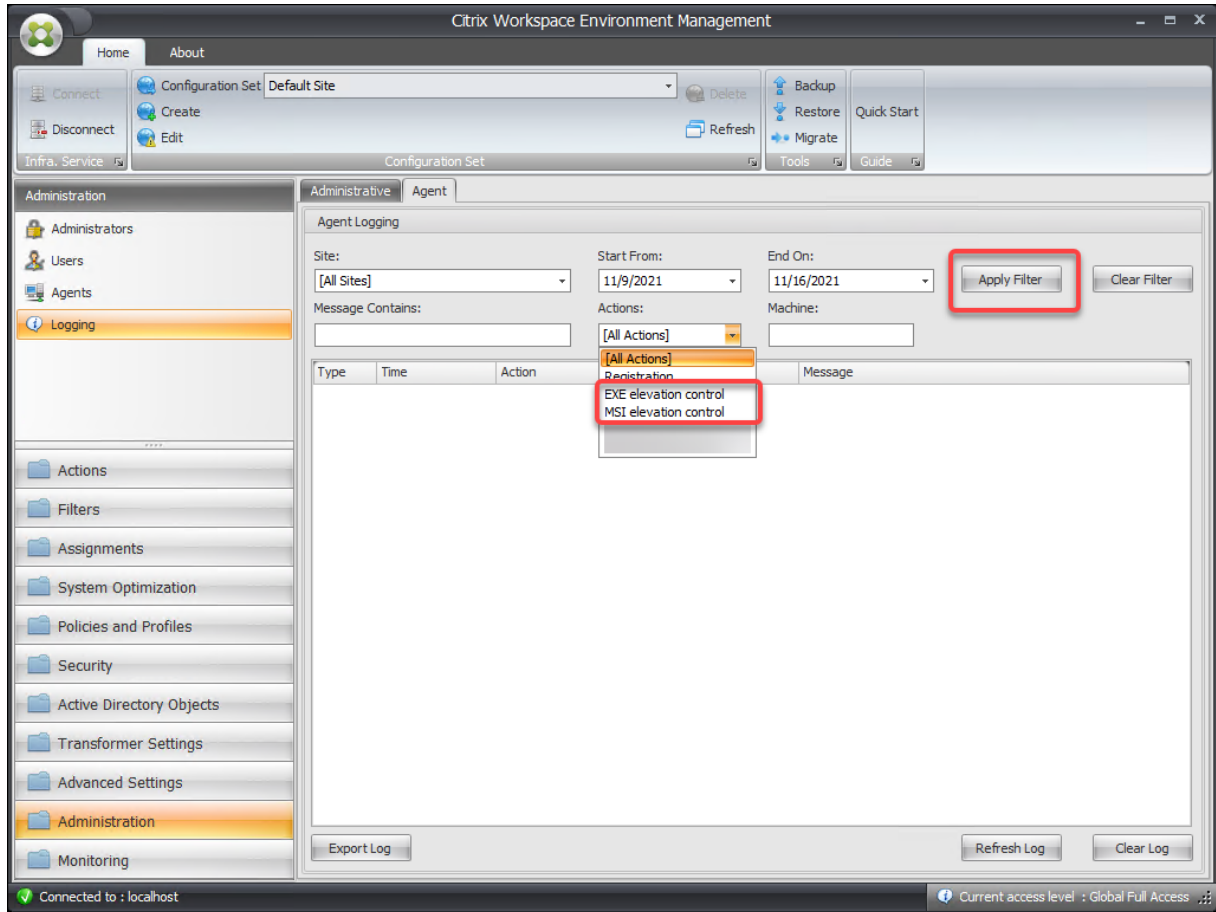 Citrix Workspace Environment Management
Home About
Connect
Disconnect
Infra. Service
Configuration Set Default Site
Create
Edit
Delete
Refresh
Configuration Set
Backup
Restore
Migrate
Tools
Quick Start
Guide
Administration
Administrators
Users
Agents
Logging
Actions
Filters
Assignments
System Optimization
Policies and Profiles
Security
Active Directory Objects
Transformer Settings
Advanced Settings
Administration
Monitoring
Administrative Agent
Agent Logging
Site: Start From: End On:
[All Sites] 11/9/2021 11/16/2021 Apply Filter Clear Filter
Message Contains: Actions: Machine:
[All Actions]
[All Actions]
Registration
EXE elevation control
MSI elevation control
Type Time Action Message
Export Log Refresh Log Clear Log
Connected to : localhost Current access level : Global Full Access